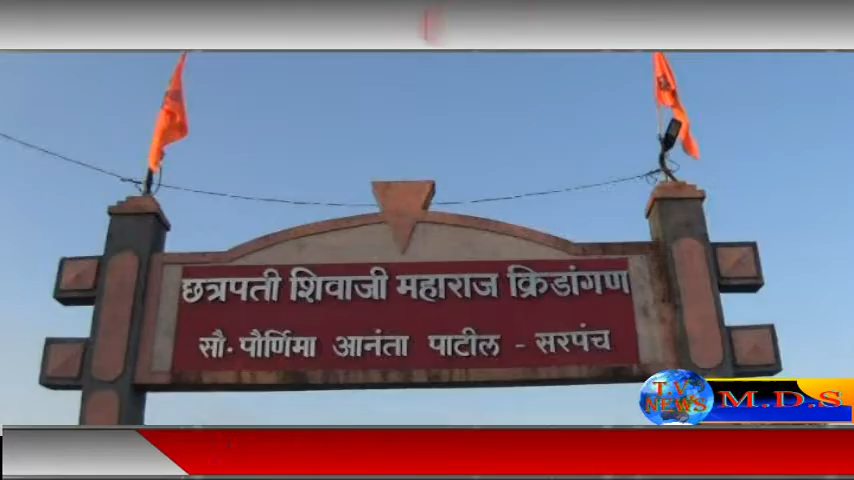 छत्रपती शिवाजी महाराज क्रिडांगण
सौ. पौर्णिमा आनंता पाटील - सरपंच
T.V
NEWS
M.D.S